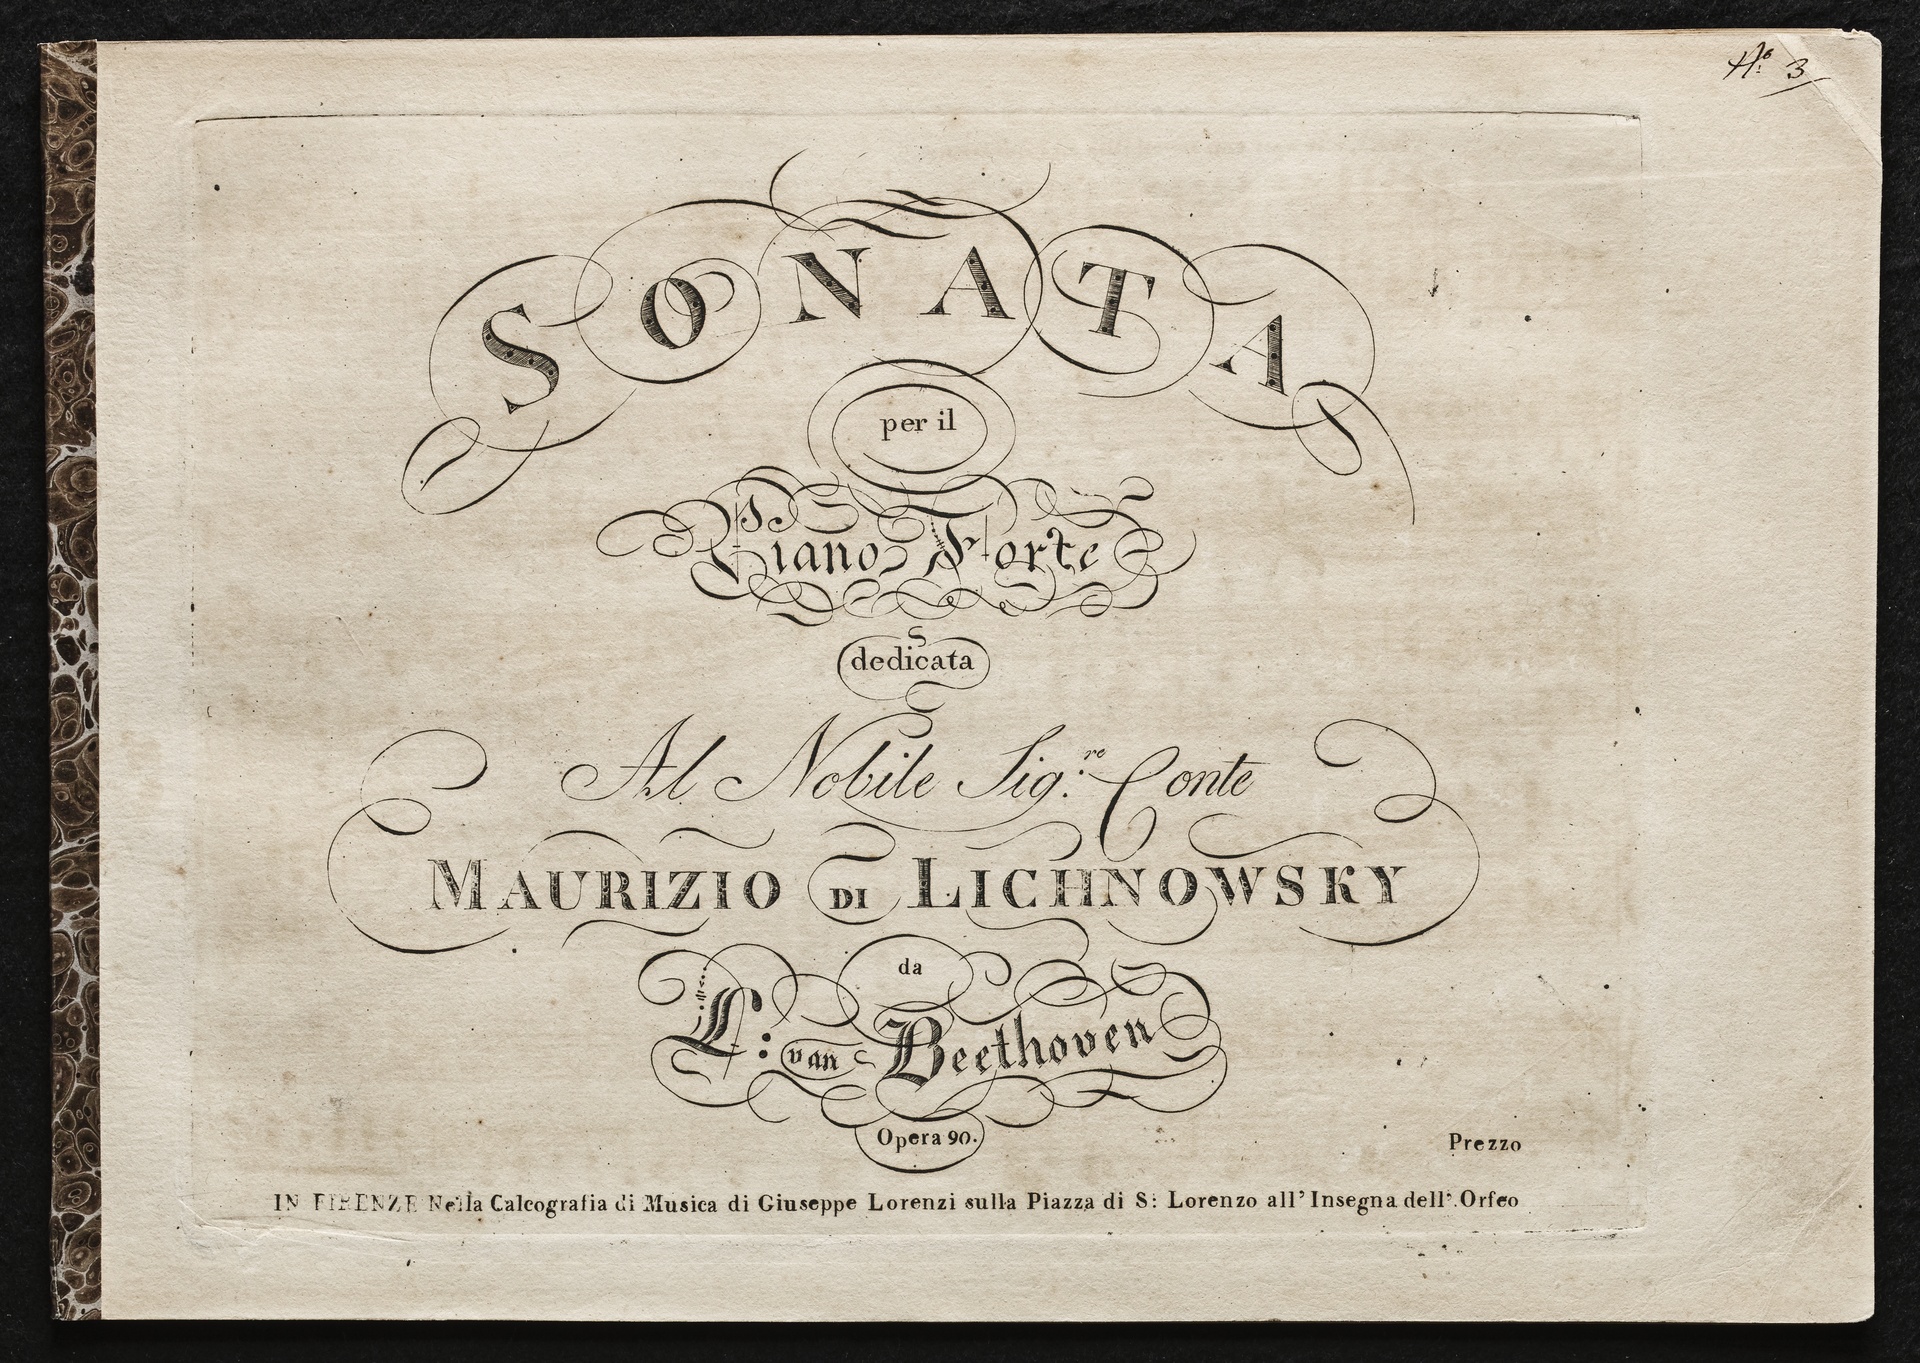 N.º 3
SONATA
per il
Piano Forte
dedicata
Al Nobile Sig.re Conte
MAURIZIO DI LICHNOWSKY
da
L: van Beethoven
Opera 90.
Prezzo
IN FIRENZE Nella Calcografia di Musica di Giuseppe Lorenzi sulla Piazza di S: Lorenzo all' Insegna dell' Orfeo